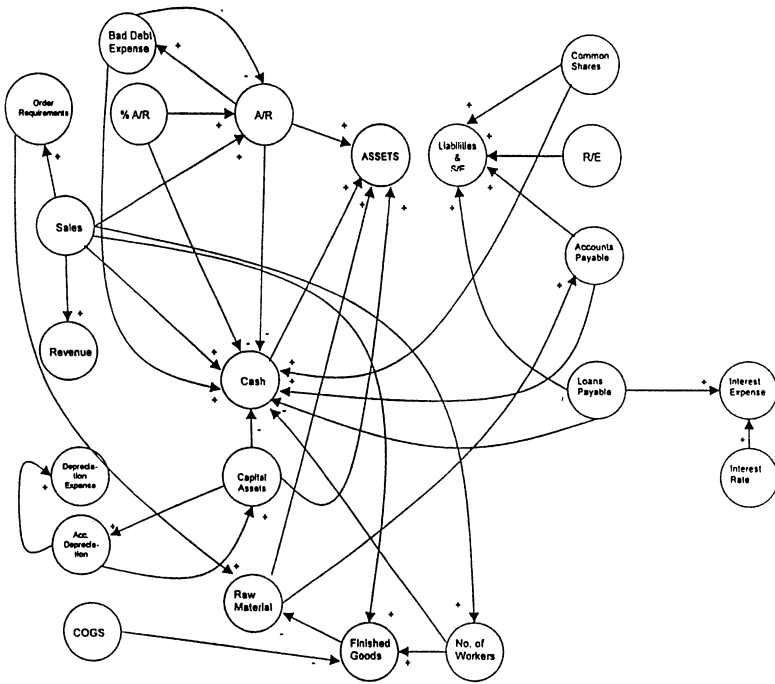 Bad Debt
Expense
Common
Shares
Order
Requirements
% A/R
A/R
ASSETS
Liabilities
&
S/E
R/E
Sales
Accounts
Payable
Revenue
Cash
Loans
Payable
Interest
Expense
Deprecia-
tion
Expense
Capital
Assets
Interest
Rate
Acc.
Deprecia-
tion
Raw
Material
COGS
Finished
Goods
No. of
Workers